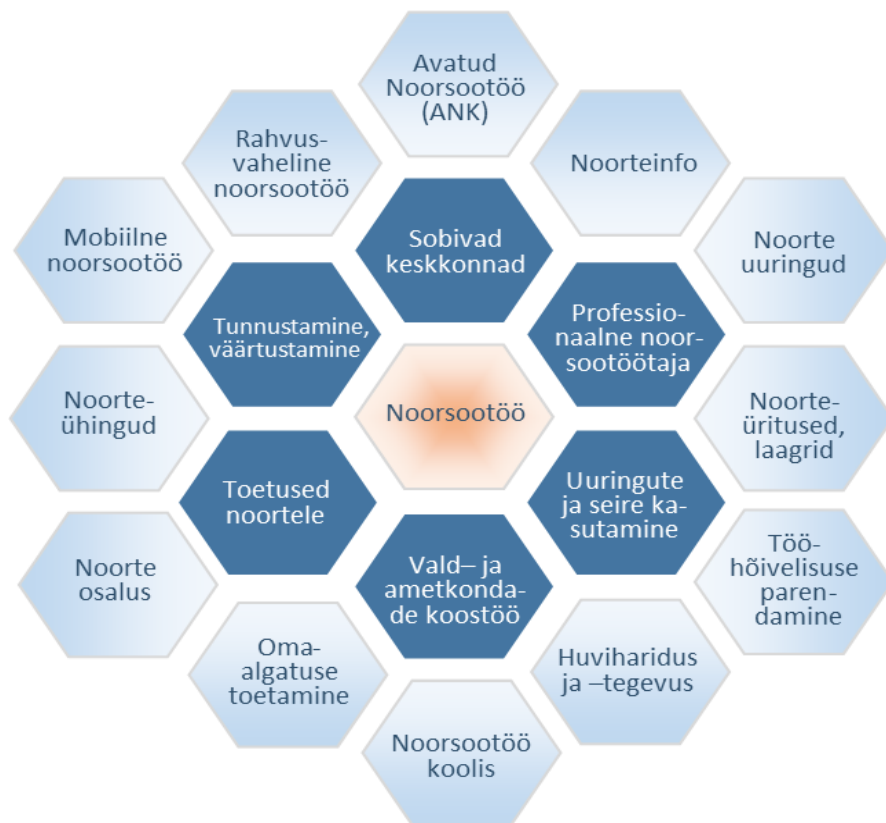 Avatud
Noorsootöö
(ANK)
Rahvus-
vaheline
noorsootöö
Noorteinfo
Mobiilne
noorsootöö
Sobivad
keskkonnad
Noorte
uuringud
Tunnustamine,
väärtustamine
Professio-
naalne noor-
sootöötaja
Noorte-
ühingud
Noorsootöö
Noorte-
üritused,
laagrid
Toetused
noortele
Uuringute
ja seire ka-
sutamine
Noorte
osalus
Vald– ja
ametkonda-
de koostöö
Töö-
hõivelisuse
paren-
damine
Oma-
algatuse
toetamine
Huviharidus
ja –tegevus
Noorsootöö
koolis